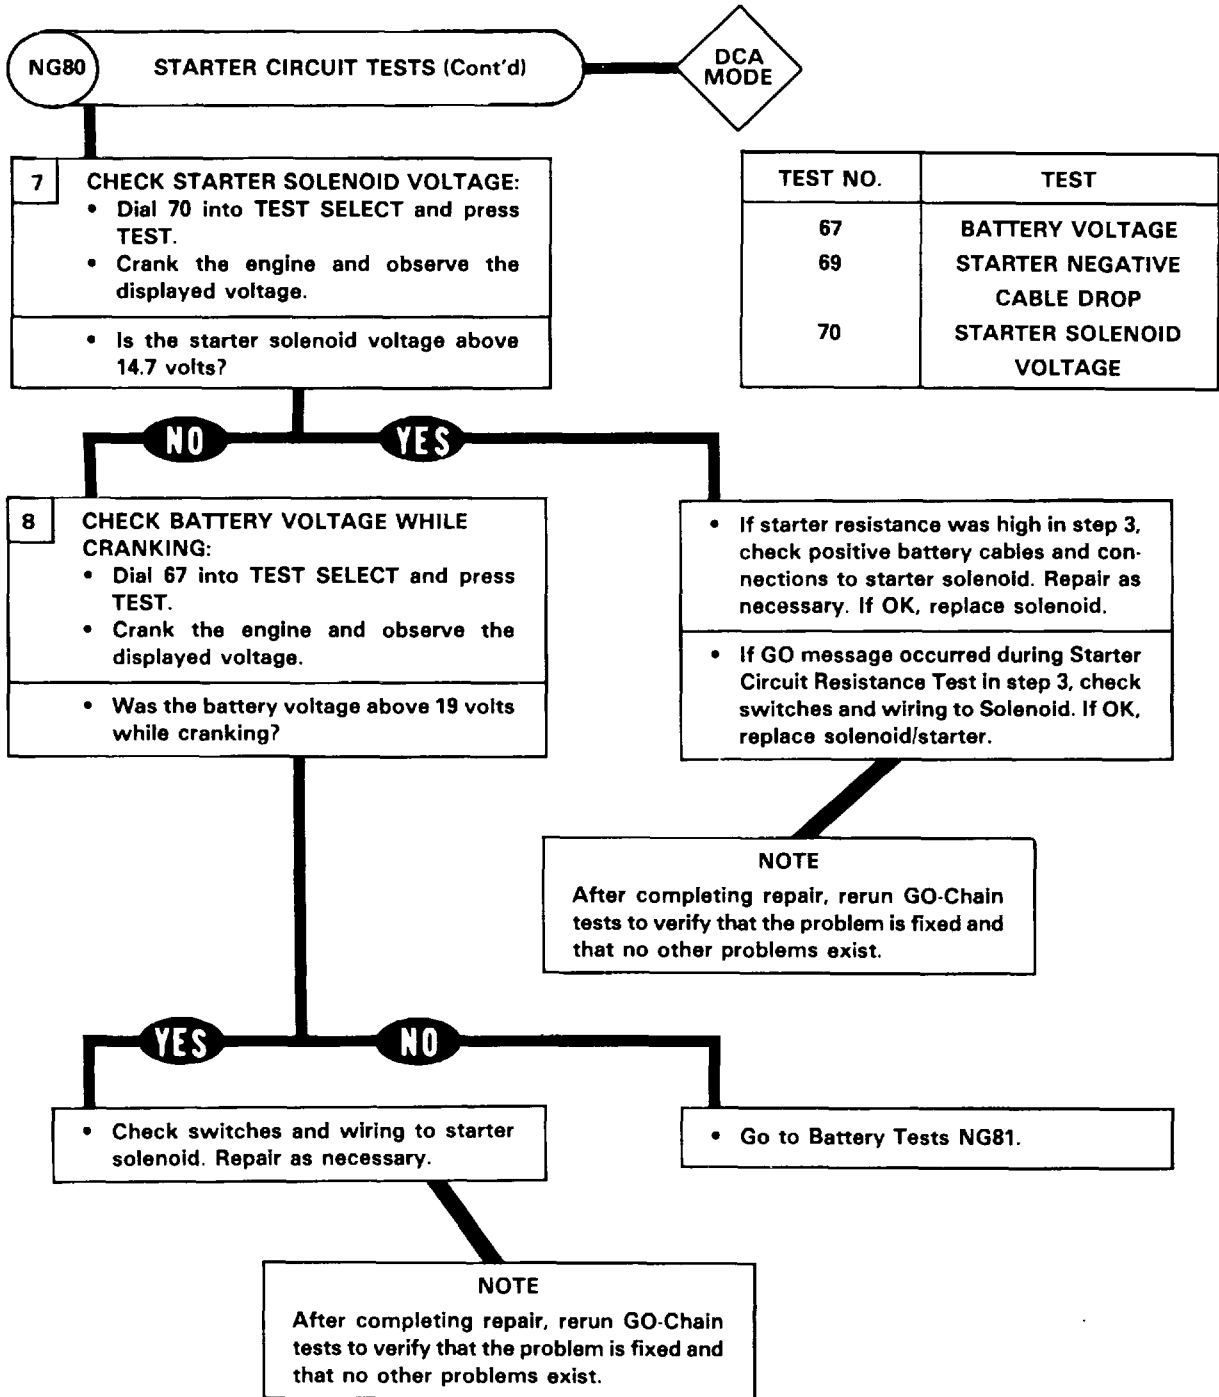 NG80
STARTER CIRCUIT TESTS (Cont'd)
DCA
MODE
7
CHECK STARTER SOLENOID VOLTAGE:
• Dial 70 into TEST SELECT and press
TEST.
• Crank the engine and observe the
displayed voltage.
• Is the starter solenoid voltage above
14.7 volts?
TEST NO. TEST
67 BATTERY VOLTAGE
69 STARTER NEGATIVE
CABLE DROP
70 STARTER SOLENOID
VOLTAGE
NO
YES
8
CHECK BATTERY VOLTAGE WHILE
CRANKING:
• Dial 67 into TEST SELECT and press
TEST.
• Crank the engine and observe the
displayed voltage.
• Was the battery voltage above 19 volts
while cranking?
• If starter resistance was high in step 3,
check positive battery cables and con-
nections to starter solenoid. Repair as
necessary. If OK, replace solenoid.
• If GO message occurred during Starter
Circuit Resistance Test in step 3, check
switches and wiring to Solenoid. If OK,
replace solenoid/starter.
NOTE
After completing repair, rerun GO-Chain
tests to verify that the problem is fixed and
that no other problems exist.
YES
NO
• Check switches and wiring to starter
solenoid. Repair as necessary.
• Go to Battery Tests NG81.
NOTE
After completing repair, rerun GO-Chain
tests to verify that the problem is fixed and
that no other problems exist.